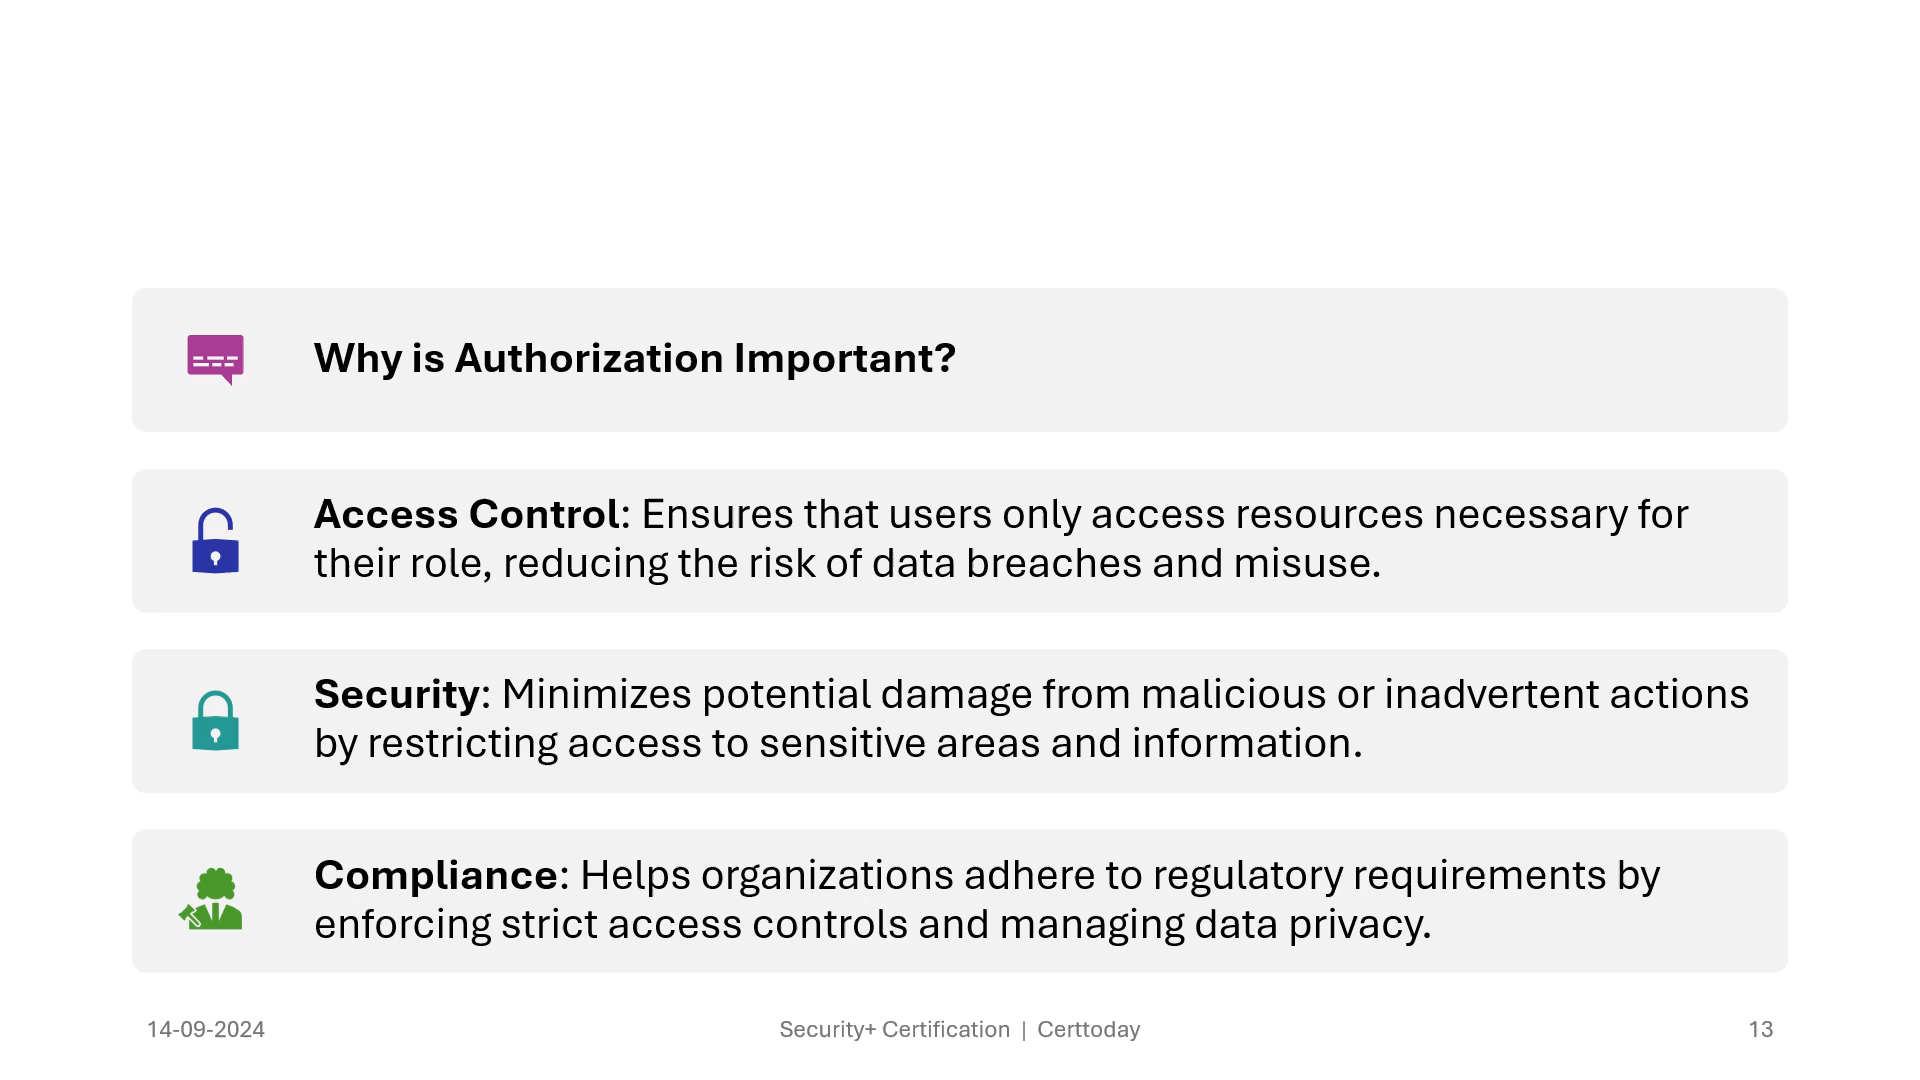 Why is Authorization Important?
Access Control: Ensures that users only access resources necessary for
their role, reducing the risk of data breaches and misuse.
Security: Minimizes potential damage from malicious or inadvertent actions
by restricting access to sensitive areas and information.
Compliance: Helps organizations adhere to regulatory requirements by
enforcing strict access controls and managing data privacy.
14-09-2024
Security+ Certification | Certtoday
13